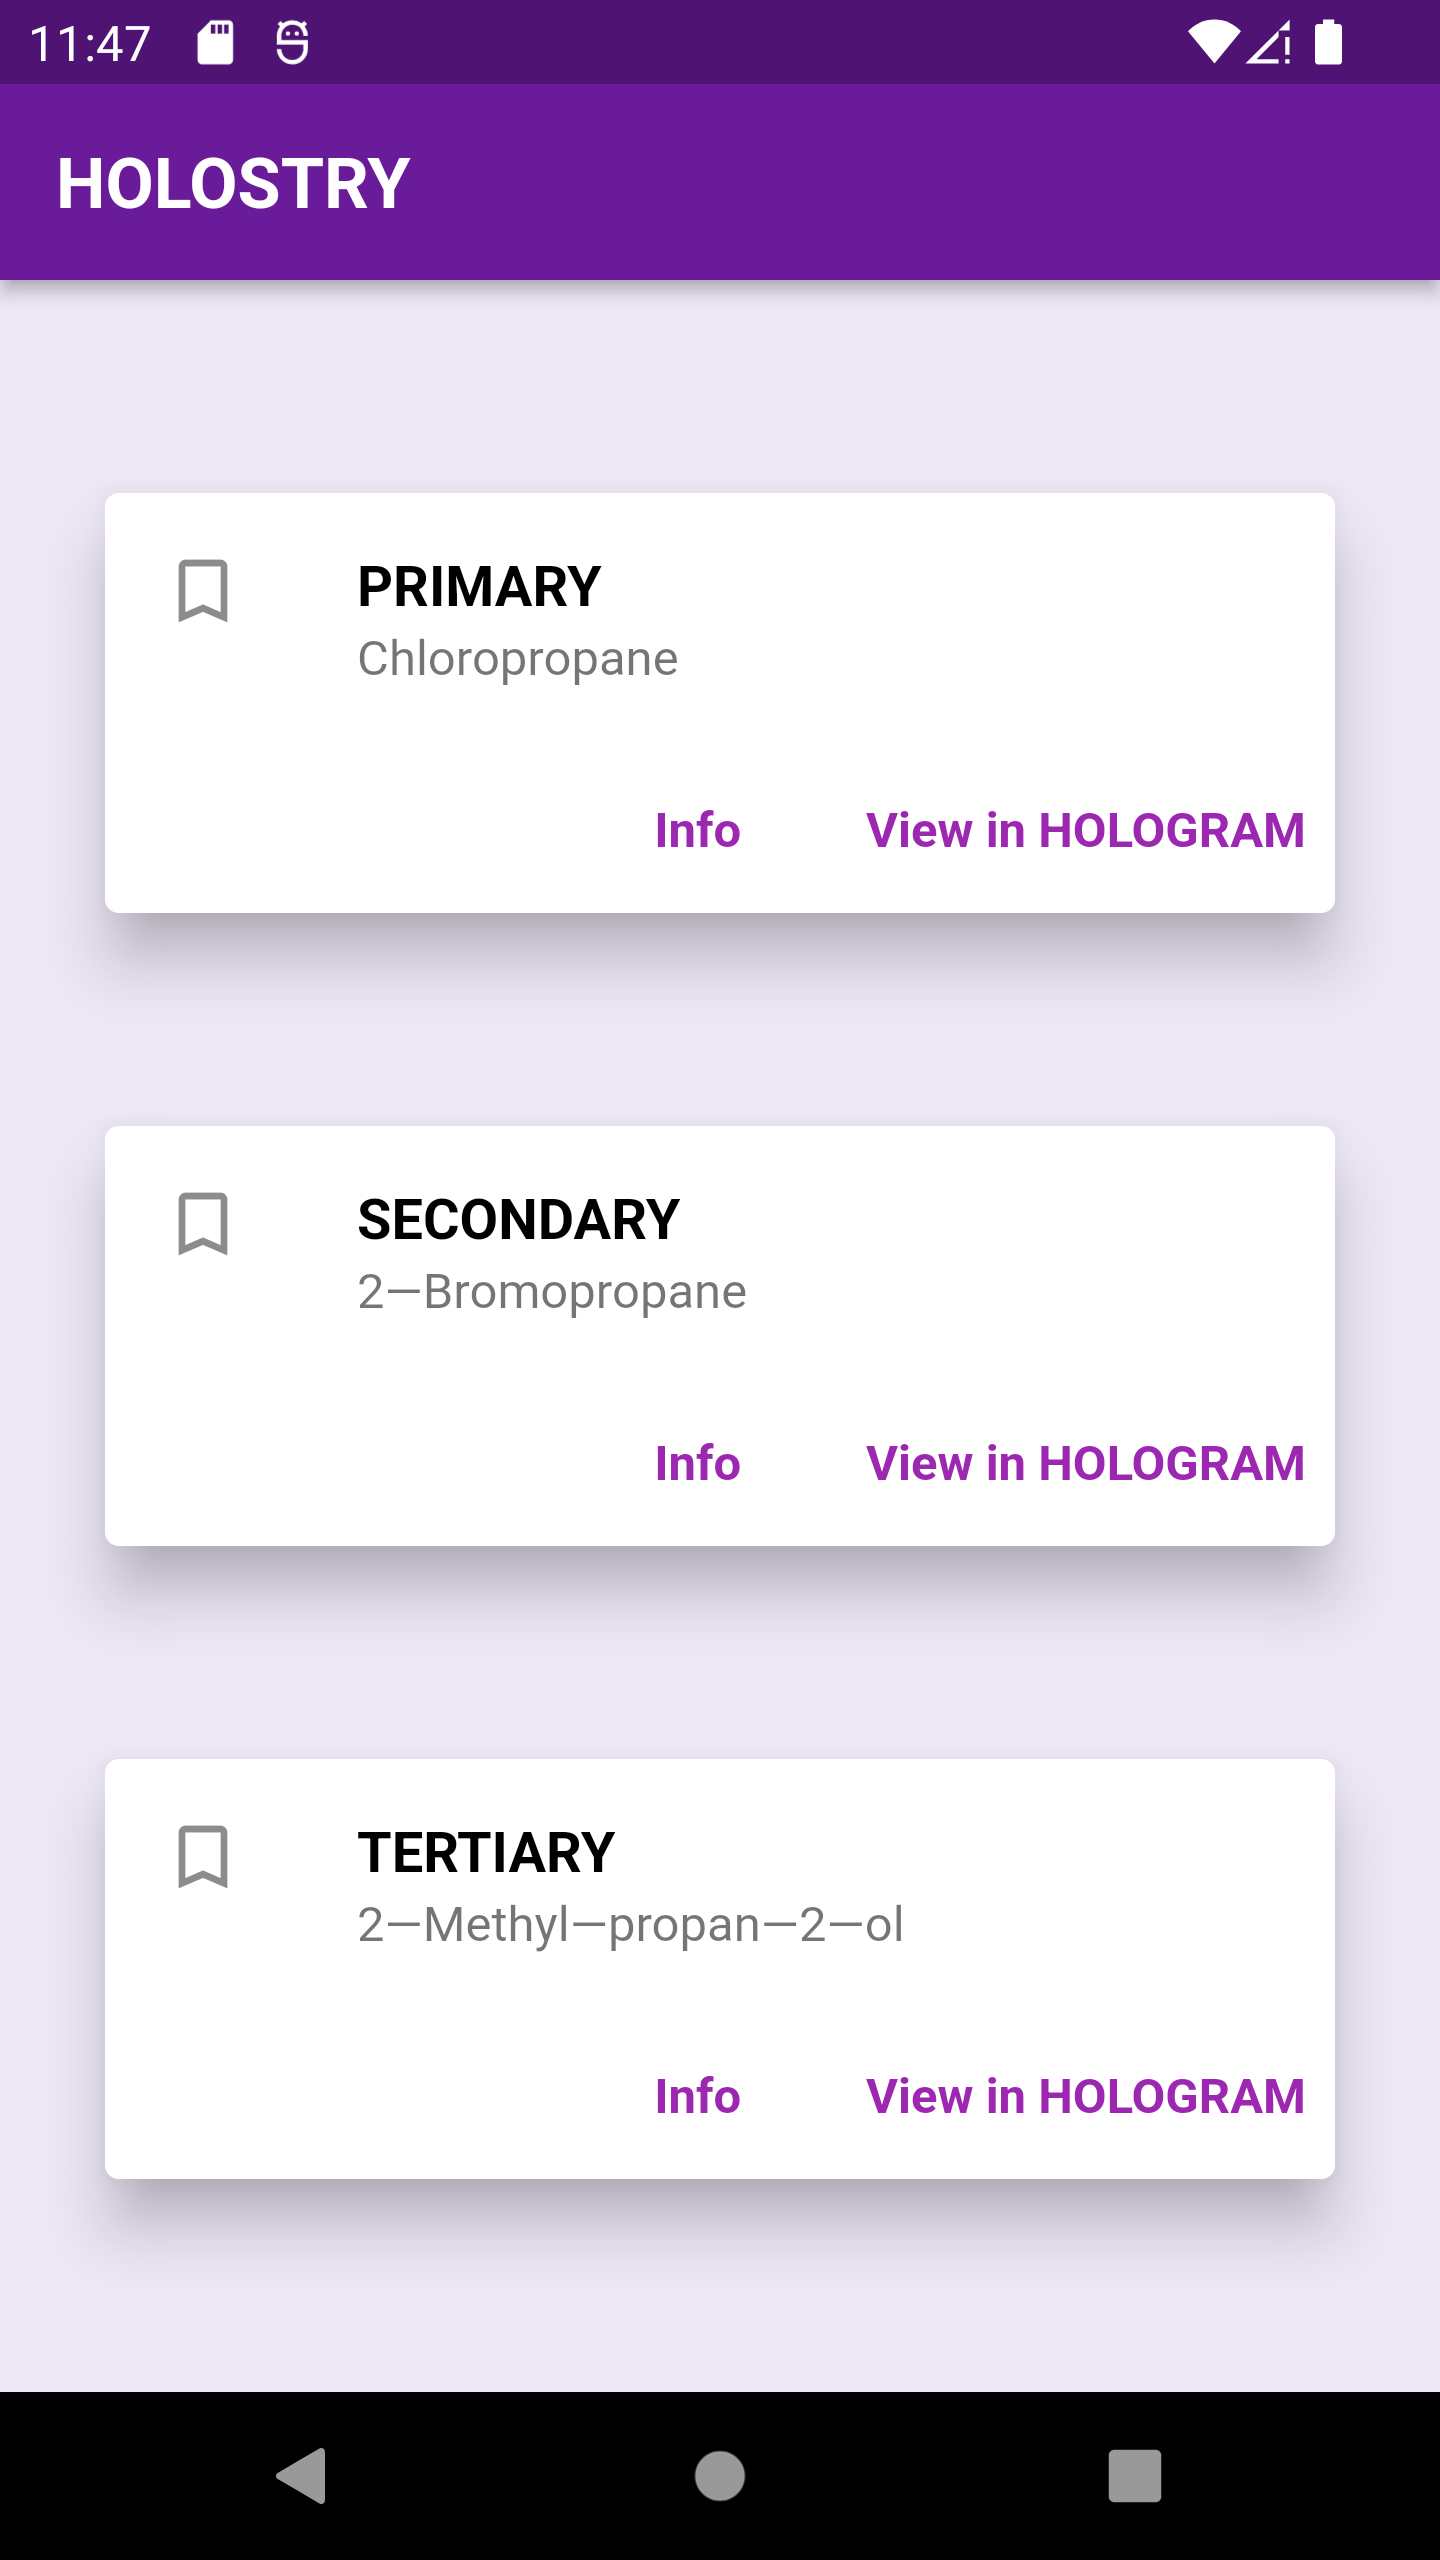 11:47
HOLOSTRY
PRIMARY
Chloropropane
Info View in HOLOGRAM
SECONDARY
2—Bromopropane
Info View in HOLOGRAM
TERTIARY
2—Methyl—propan—2—ol
Info View in HOLOGRAM